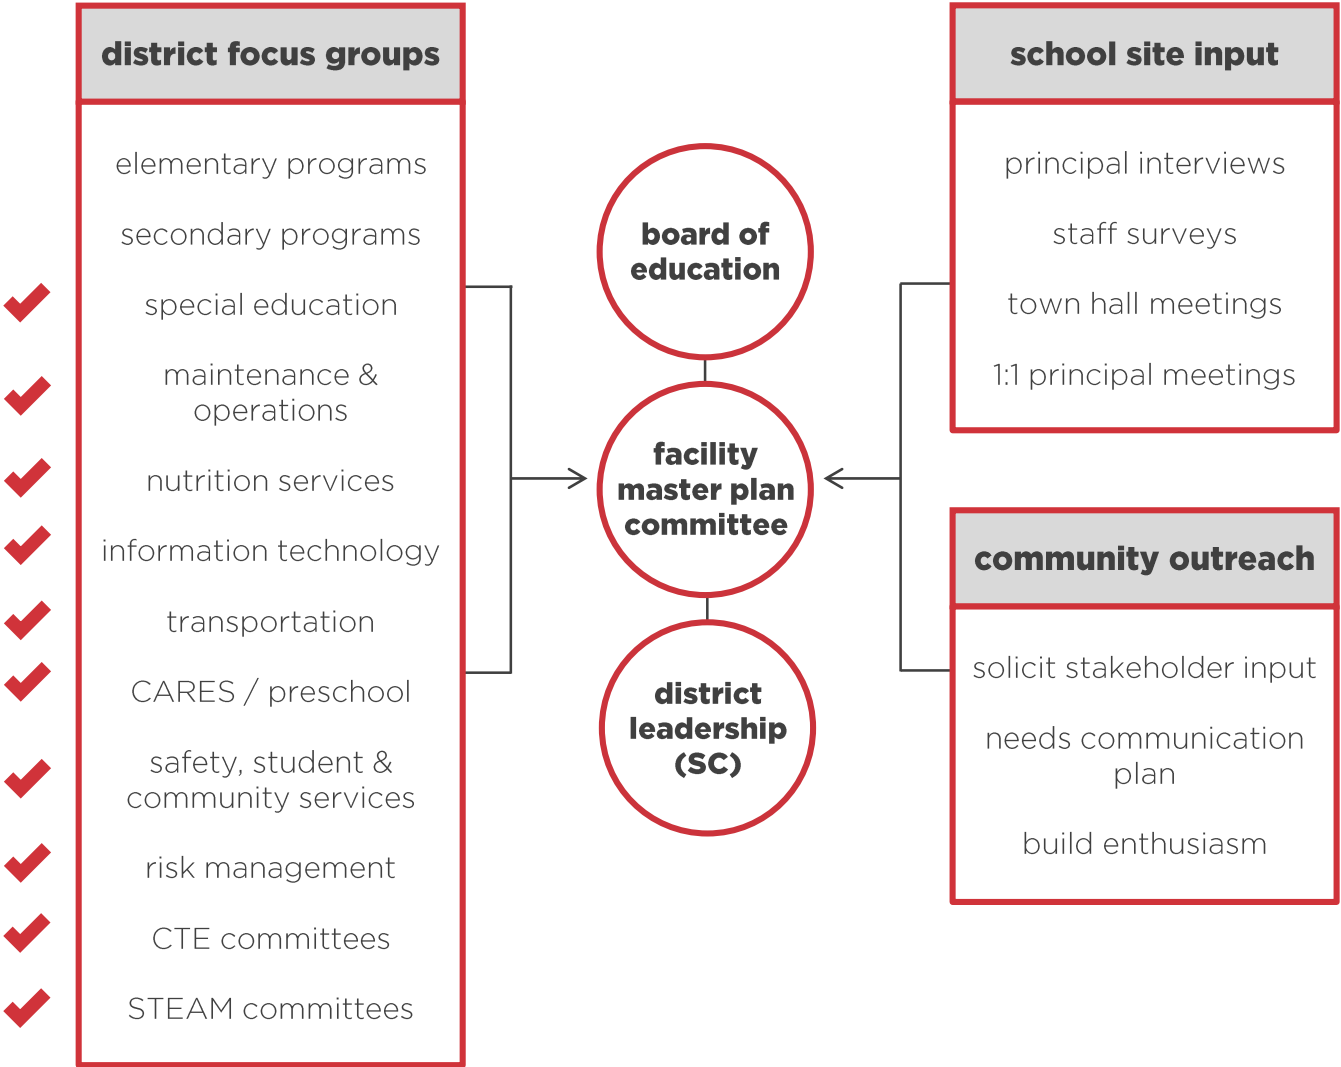 district focus groups
elementary programs
secondary programs
special education
maintenance &
operations
nutrition services
information technology
transportation
CARES / preschool
safety, student &
community services
risk management
CTE committees
STEAM committees
board of
education
facility
master plan
committee
district
leadership
(SC)
school site input
principal interviews
staff surveys
town hall meetings
1:1 principal meetings
community outreach
solicit stakeholder input
needs communication
plan
build enthusiasm